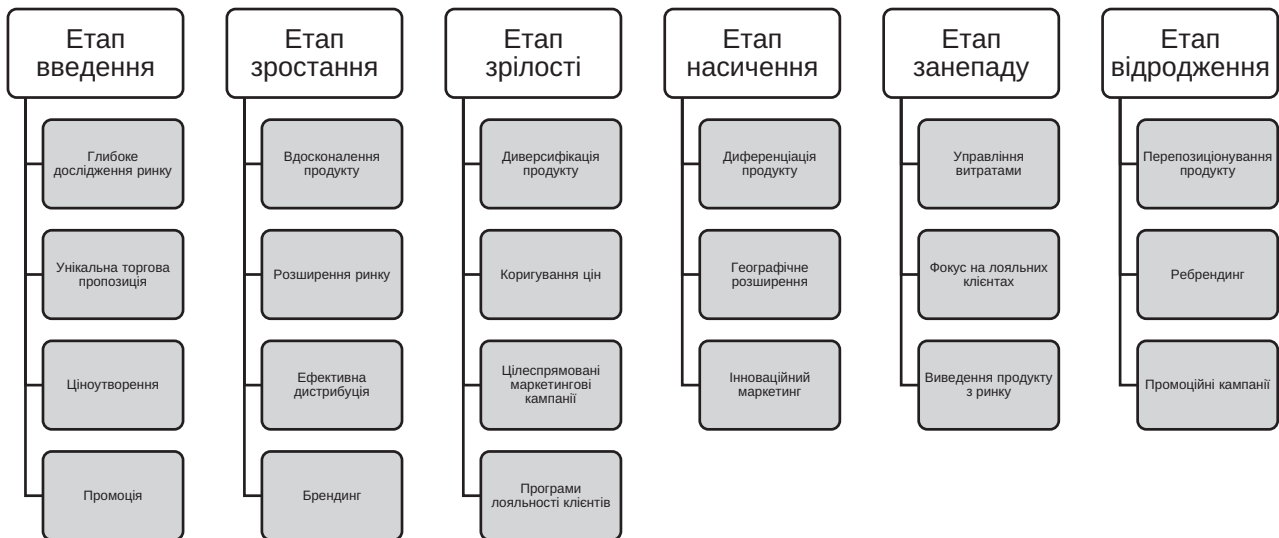 Етап
введення
Глибоке
дослідження ринку
Унікальна торгова
пропозиція
Ціноутворення
Промоція
Етап
зростання
Вдосконалення
продукту
Розширення ринку
Ефективна
дистрибуція
Брендинг
Етап
зрілості
Диверсифікація
продукту
Коригування цін
Цілеспрямовані
маркетингові
кампанії
Програми
лояльності клієнтів
Етап
насичення
Диференціація
продукту
Географічне
розширення
Інноваційний
маркетинг
Етап
занепаду
Управління
витратами
Фокус на лояльних
клієнтах
Виведення продукту
з ринку
Етап
відродження
Перепозиціонування
продукту
Ребрендинг
Промоційні кампанії